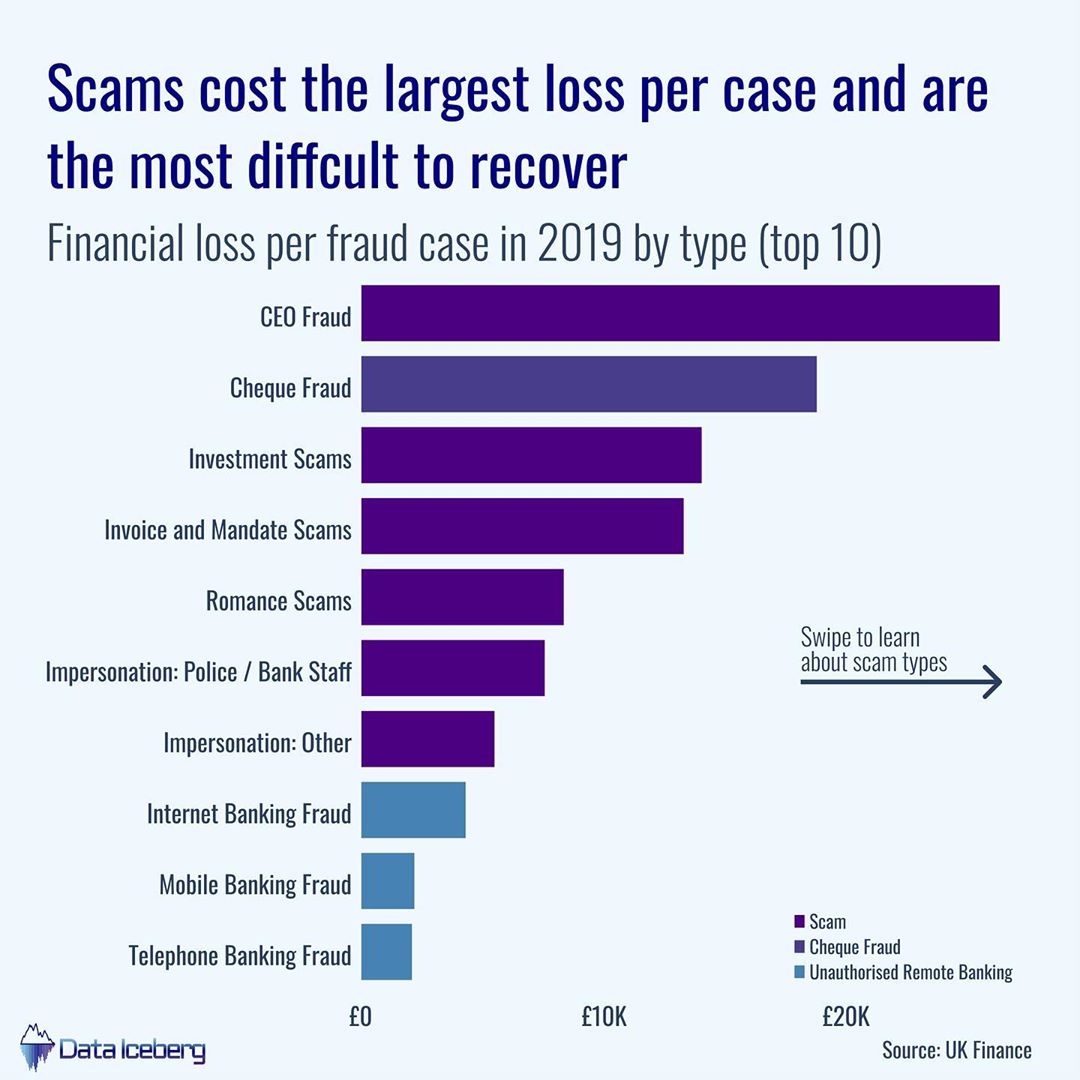 Scams cost the largest loss per case and are
the most diffcult to recover
Financial loss per fraud case in 2019 by type (top 10)
CEO Fraud
Cheque Fraud
Investment Scams
Invoice and Mandate Scams
Romance Scams
Impersonation: Police / Bank Staff
Impersonation: Other
Internet Banking Fraud
Mobile Banking Fraud
Telephone Banking Fraud
Swipe to learn
about scam types
Scam
Cheque Fraud
Unauthorised Remote Banking
£0
£10K
£20K
Data Iceberg
Source: UK Finance